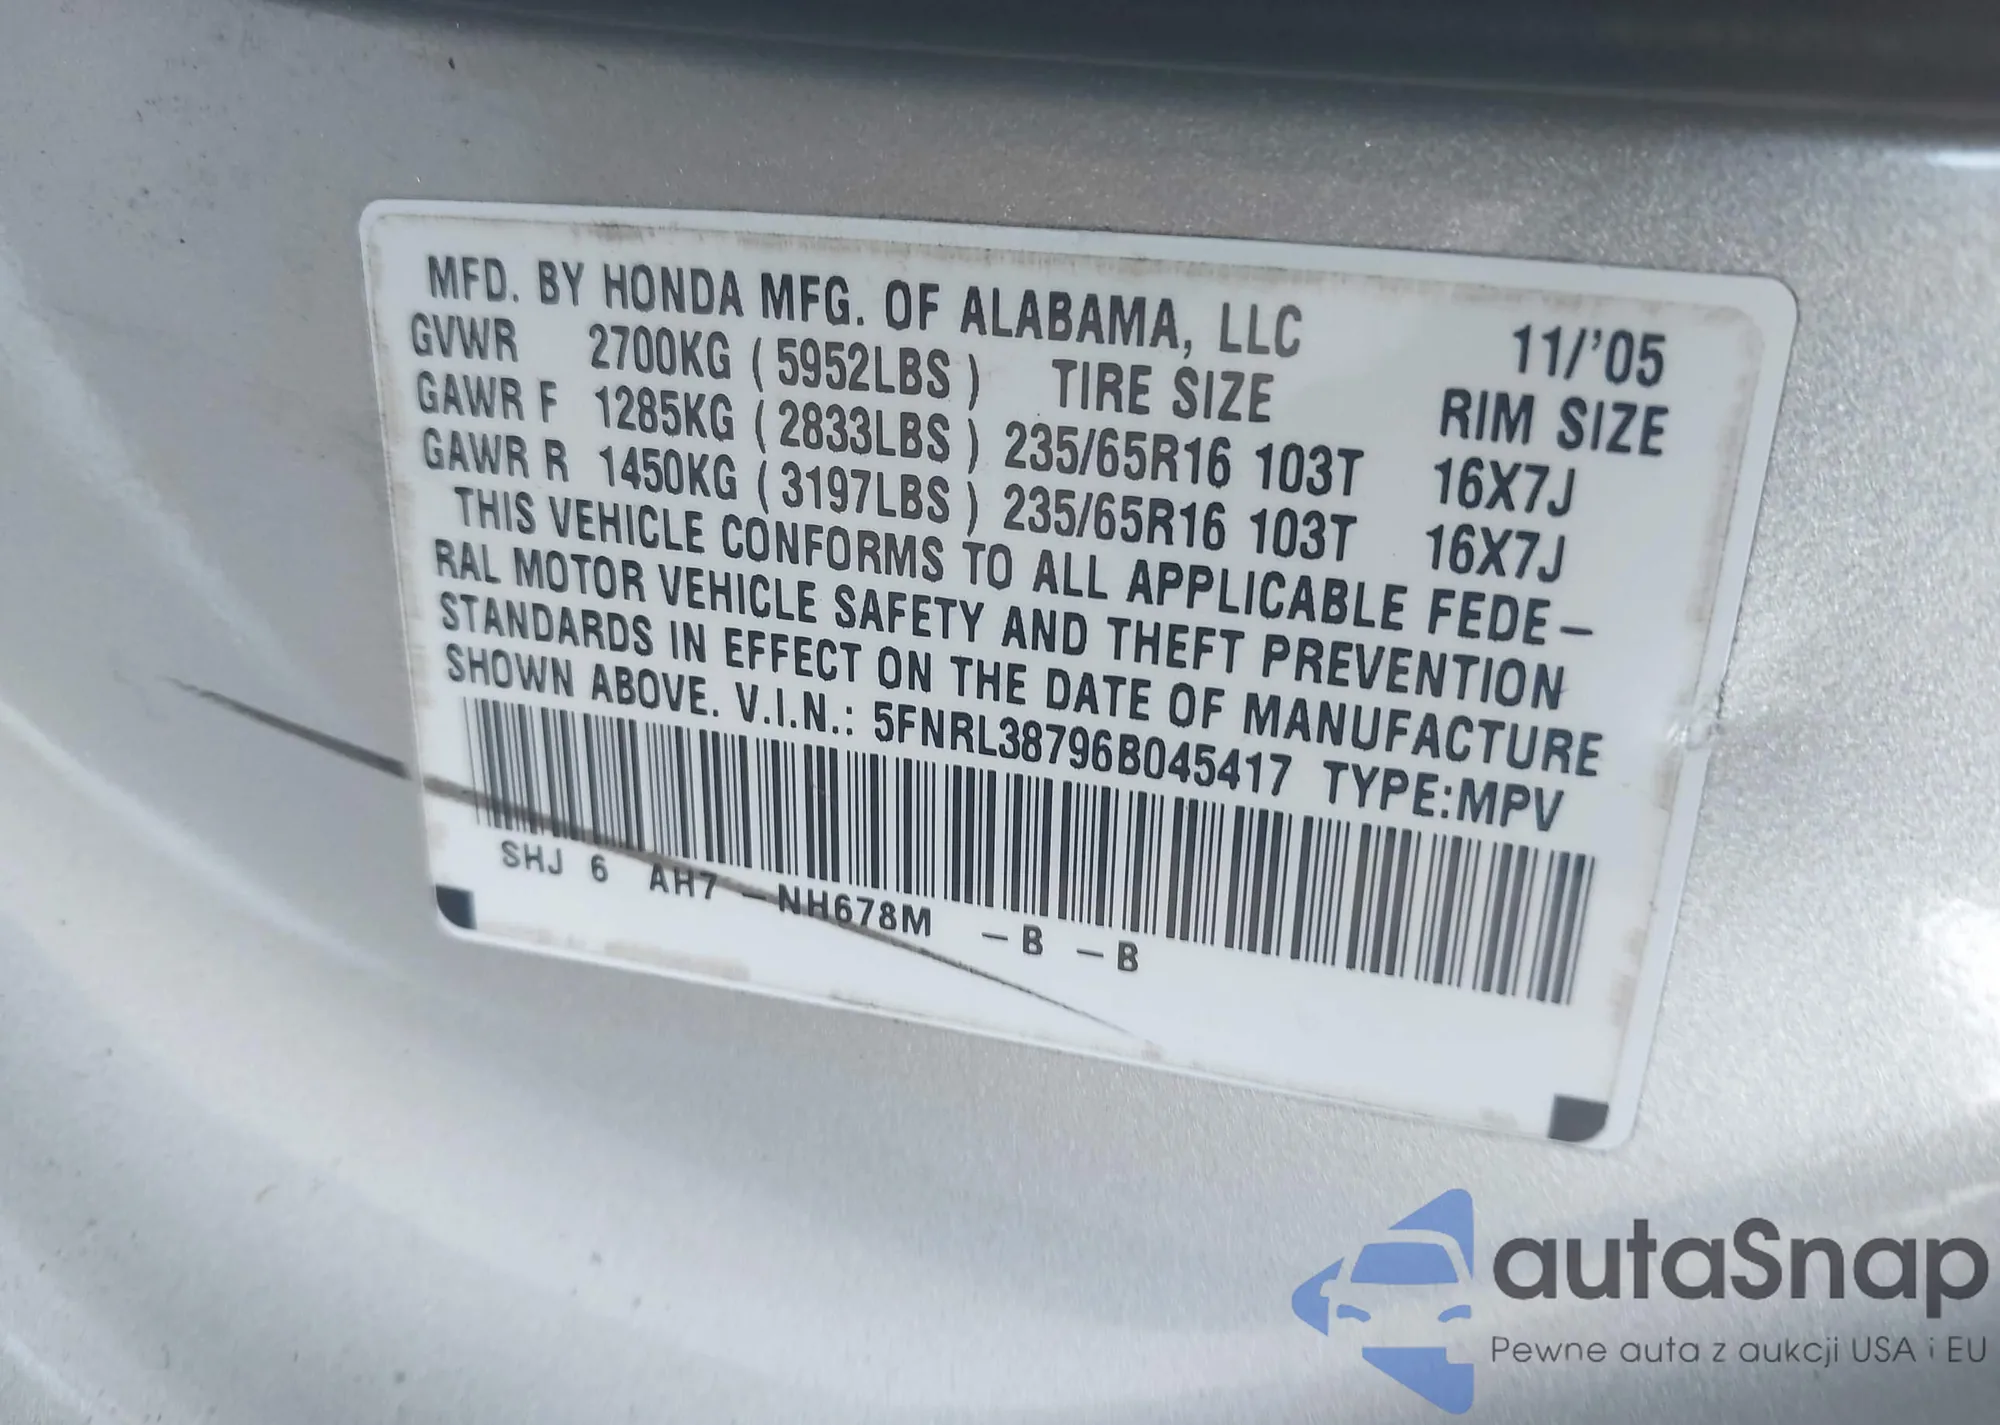 MFD. BY HONDA MFG. OF ALABAMA, LLC 11/'05
GVWR 2700KG ( 5952LBS ) TIRE SIZE RIM SIZE
GAWR F 1285KG ( 2833LBS ) 235/65R16 103T 16X7J
GAWR R 1450KG ( 3197LBS ) 235/65R16 103T 16X7J
THIS VEHICLE CONFORMS TO ALL APPLICABLE FEDE-
RAL MOTOR VEHICLE SAFETY AND THEFT PREVENTION
STANDARDS IN EFFECT ON THE DATE OF MANUFACTURE
SHOWN ABOVE. V.I.N.: 5FNRL38796B045417 TYPE:MPV
SHJ 6 AH7 -NH678M -B -B
autaSnap
Pewne auta z aukcji USA i EU